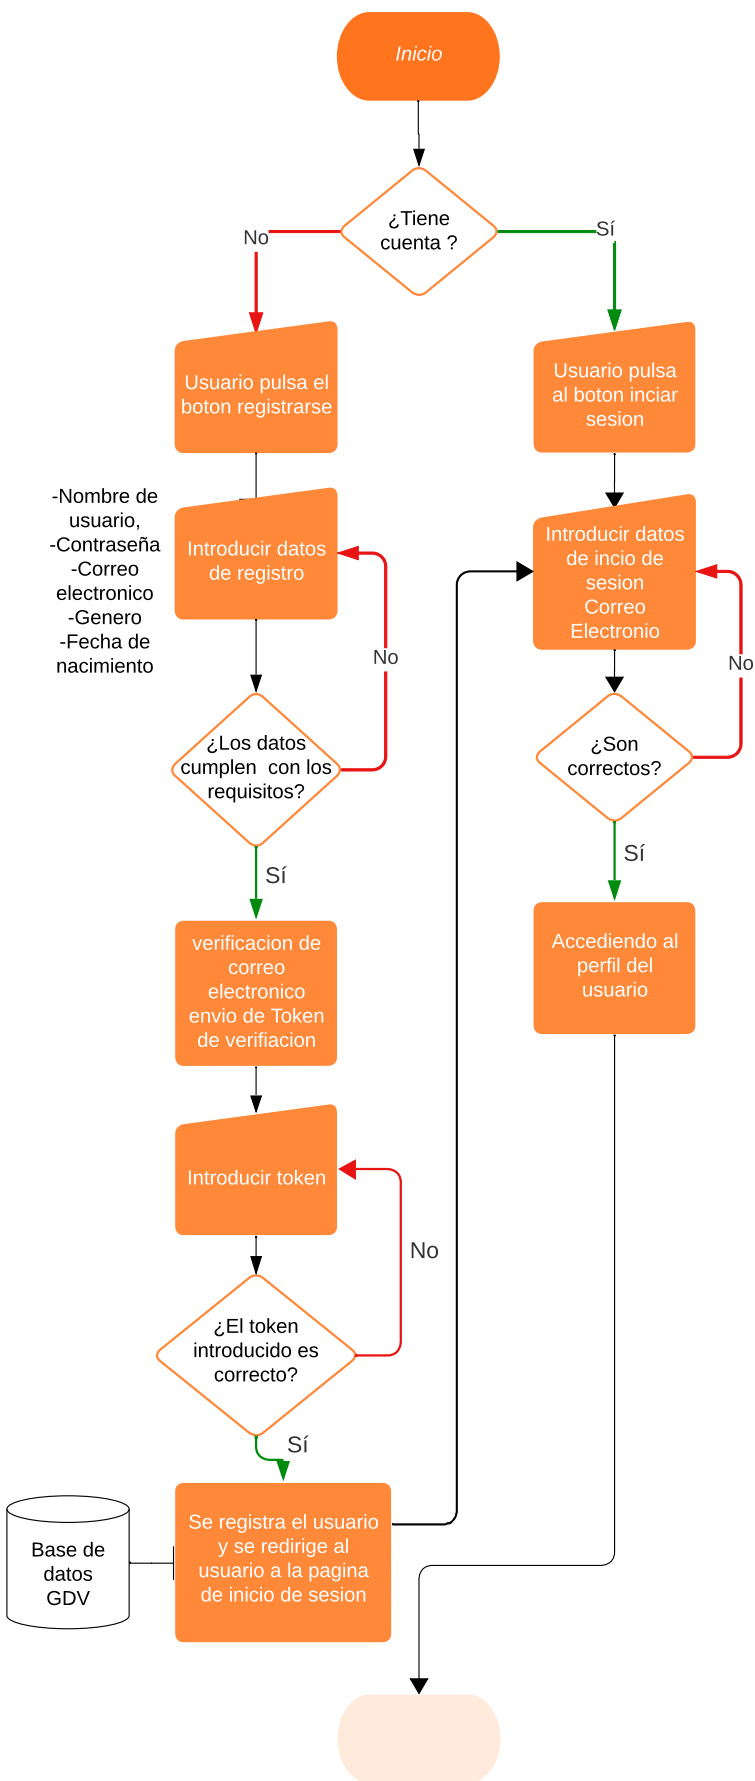 Inicio
¿Tiene
cuenta ?
No
Sí
Usuario pulsa el
boton registrarse
Usuario pulsa
al boton inciar
sesion
-Nombre de
usuario,
-Contraseña
-Correo
electronico
-Genero
-Fecha de
nacimiento
Introducir datos
de registro
Introducir datos
de incio de
sesion
Correo
Electronio
No
No
¿Los datos
cumplen  con los
requisitos?
¿Son
correctos?
Sí
Sí
verificacion de
correo
electronico
envio de Token
de verifiacion
Accediendo al
perfil del
usuario
Introducir token
No
¿El token
introducido es
correcto?
Sí
Base de
datos
GDV
Se registra el usuario
y se redirige al
usuario a la pagina
de inicio de sesion